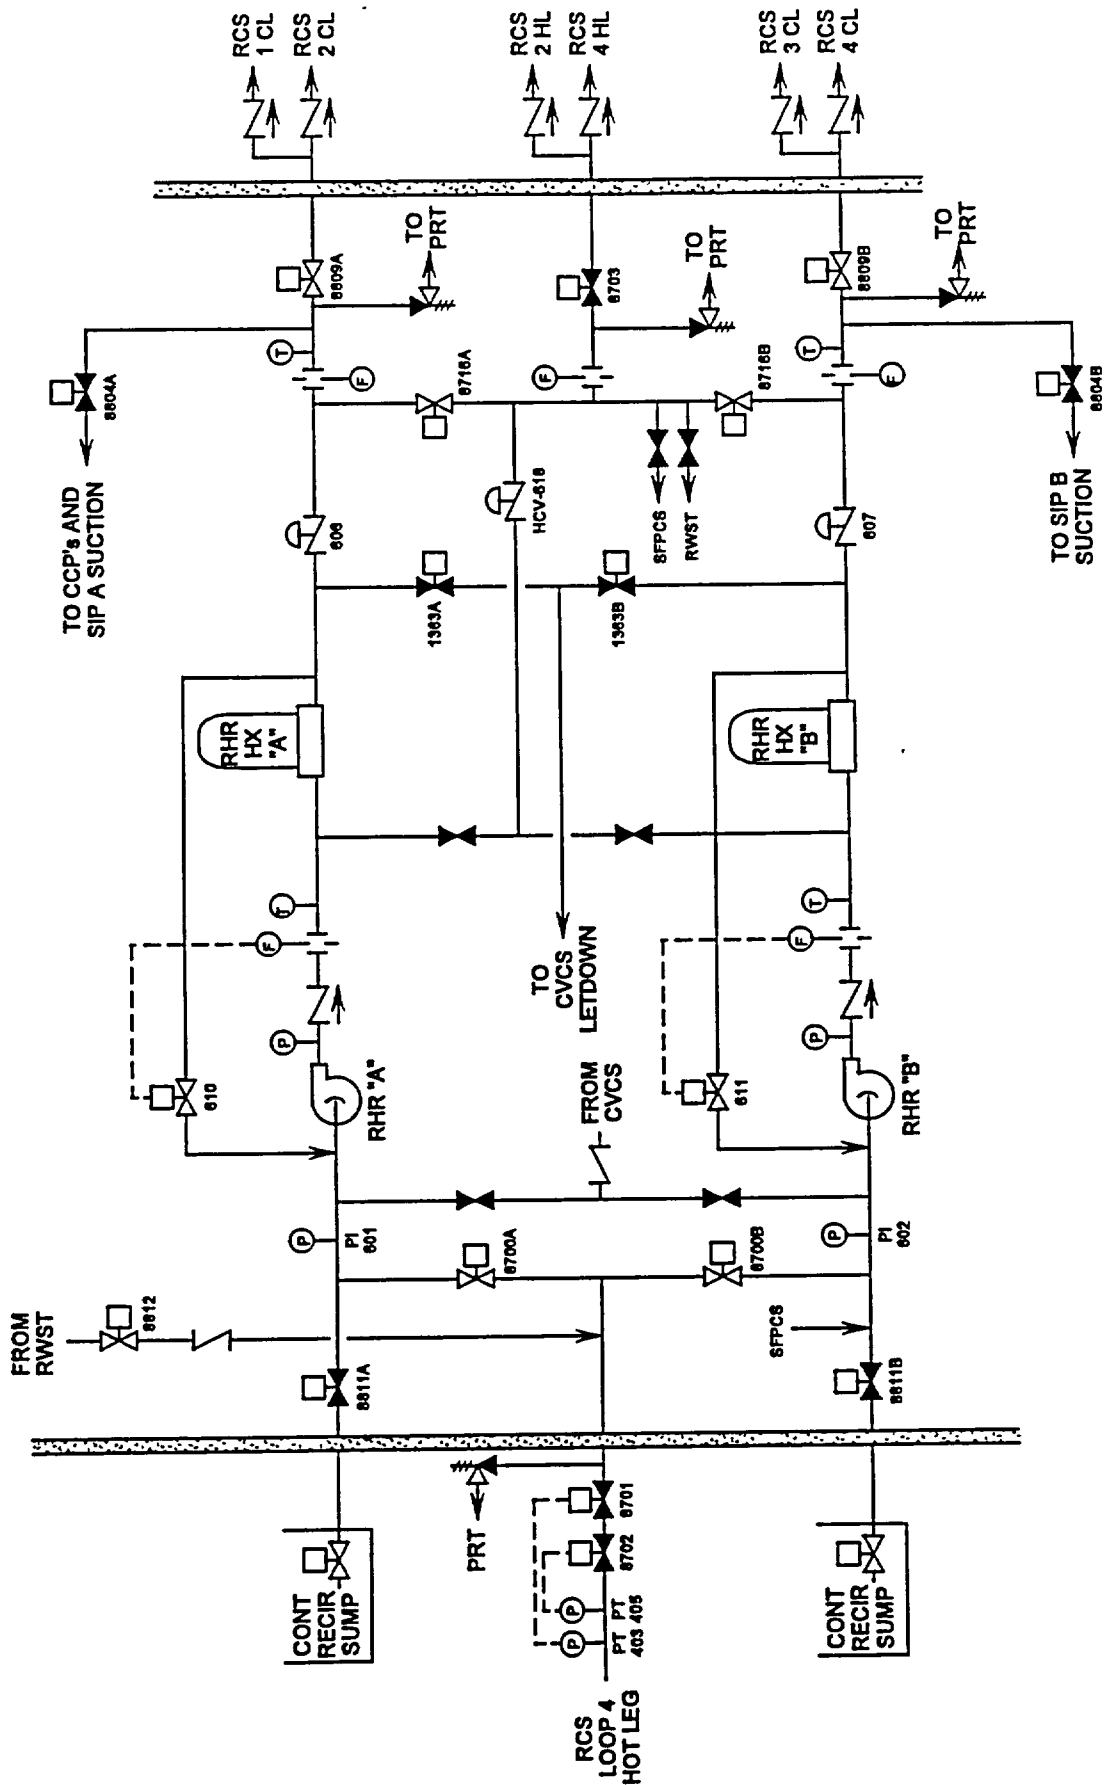 RCS
1 CL
RCS
2 CL
RCS
2 HL
RCS
4 HL
RCS
3 CL
RCS
4 CL
8809A
TO
PRT
8703
TO
PRT
8809B
TO
PRT
T
F
F
T
F
8804A
8716A
8716B
8804B
TO CCP's AND
SIP A SUCTION
606
HCV-618
SFPCS
RWST
607
TO SIP B
SUCTION
1363A
1363B
RHR
HX
"A"
RHR
HX
"B"
T
F
P
TO
CVCS
LETDOWN
T
F
P
610
RHR "A"
FROM
CVCS
611
RHR "B"
P
PI
601
8700A
8700B
P
PI
602
FROM
RWST
8812
SFPCS
8811A
8811B
PRT
8701
8702
CONT
RECIR
SUMP
P
P
PT
403
PT
405
CONT
RECIR
SUMP
RCS
LOOP 4
HOT LEG